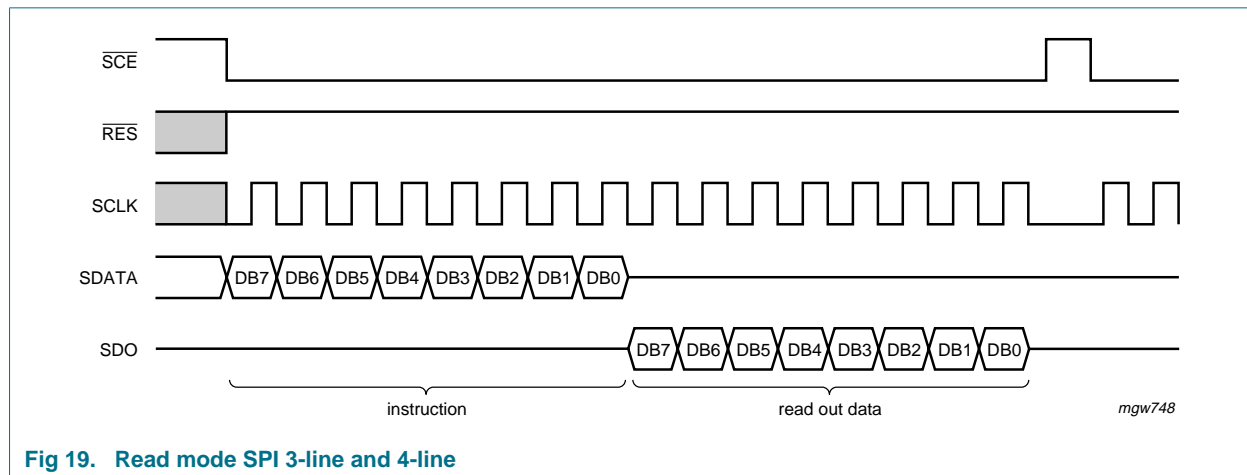 SCE
RES
SCLK
SDATA DB7 DB6 DB5 DB4 DB3 DB2 DB1 DB0
SDO DB7 DB6 DB5 DB4 DB3 DB2 DB1 DB0
instruction read out data mgw748
Fig 19. Read mode SPI 3-line and 4-line